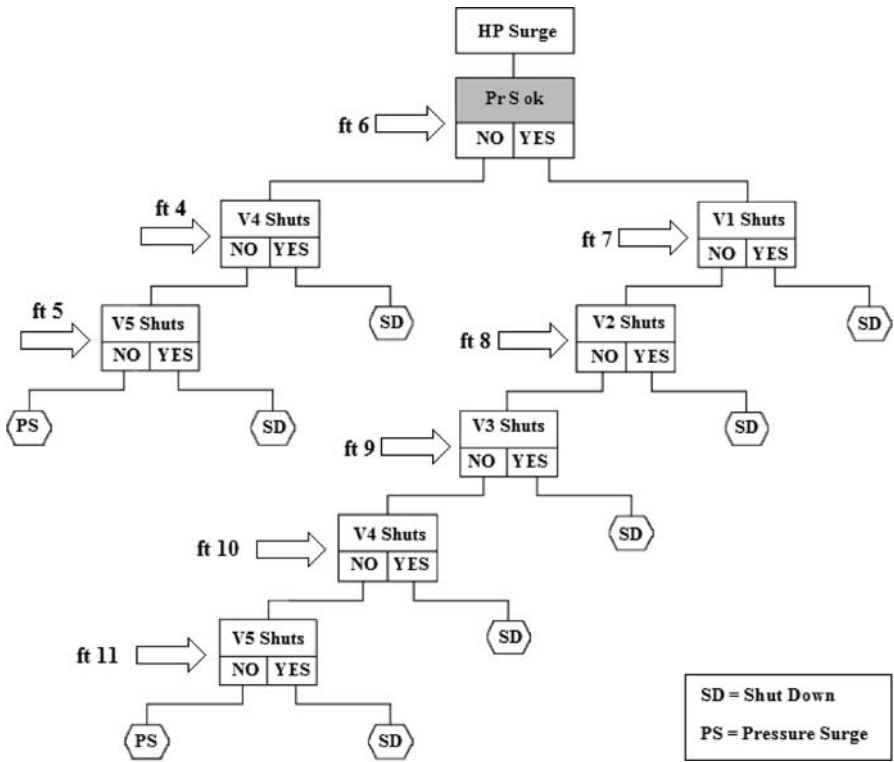 HP Surge
Pr S ok
ft 6
NO YES
ft 4
V4 Shuts
NO YES
ft 7
V1 Shuts
NO YES
ft 5
V5 Shuts
NO YES
SD
ft 8
V2 Shuts
NO YES
SD
PS
SD
ft 9
V3 Shuts
NO YES
SD
ft 10
V4 Shuts
NO YES
SD
ft 11
V5 Shuts
NO YES
SD
PS
SD
SD = Shut Down
PS = Pressure Surge